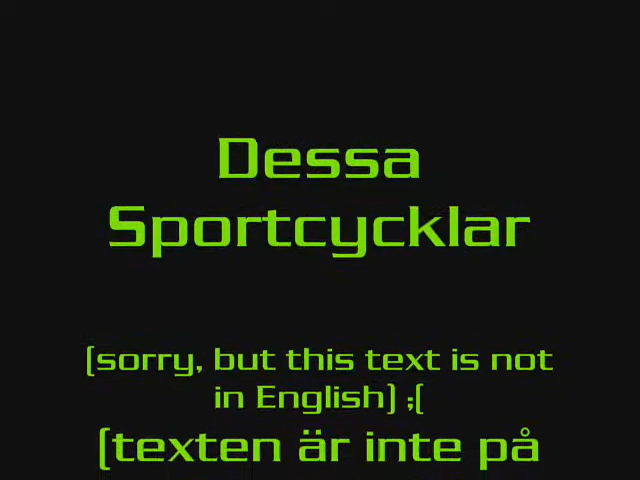 Dessa
Sportcycklar
(sorry, but this text is not
in English) ;(
(texten är inte på